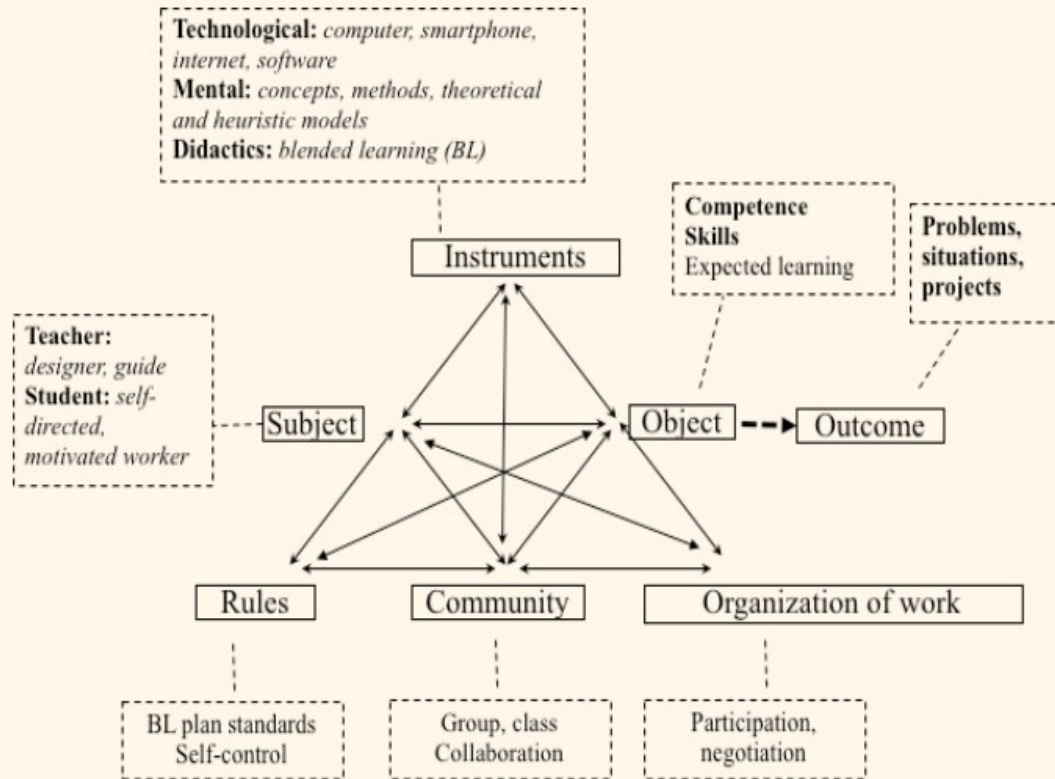 Technological: computer, smartphone,
internet, software
Mental: concepts, methods, theoretical
and heuristic models
Didactics: blended learning (BL)
Competence
Skills
Expected learning
Problems,
situations,
projects
Instruments
Teacher:
designer, guide
Student: self-
directed,
motivated worker
Subject
Object
Outcome
Rules
Community
Organization of work
BL plan standards
Self-control
Group, class
Collaboration
Participation,
negotiation